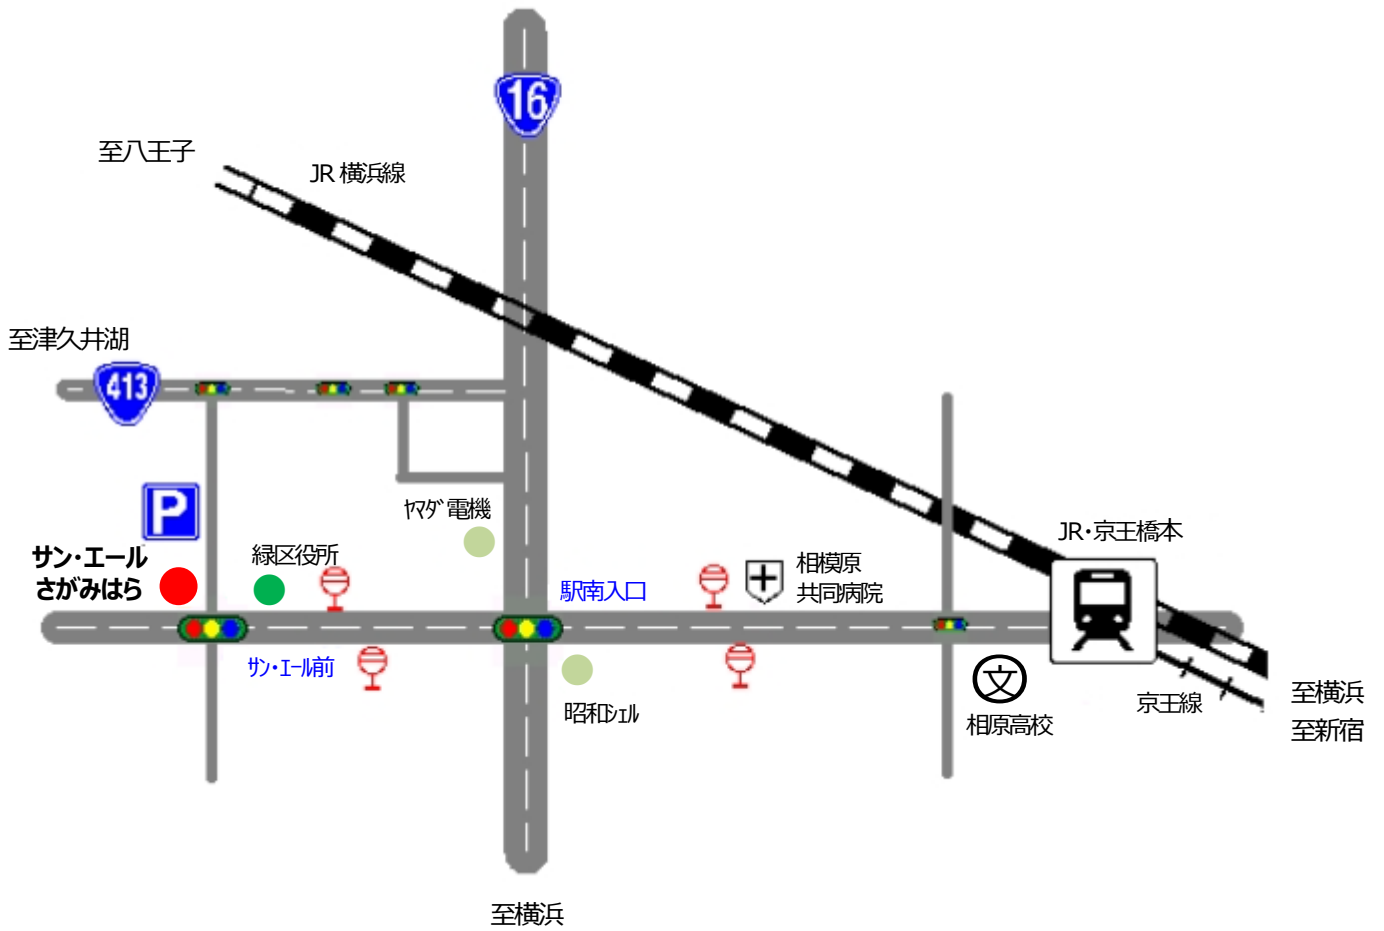 16
至八王子
JR 横浜線
至津久井湖
413
P
ヤマダ電機
サン・エール
さがみはら
緑区役所
駅南入口
相模原
共同病院
JR・京王橋本
サン・エール前
昭和シェル
文
相原高校
京王線
至横浜
至新宿
至横浜